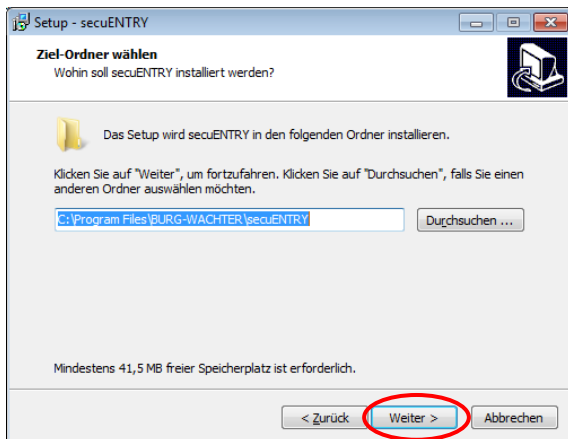 Setup - secuENTRY
Ziel-Ordner wählen
Wohin soll secuENTRY installiert werden?
Das Setup wird secuENTRY in den folgenden Ordner installieren.
Klicken Sie auf "Weiter", um fortzufahren. Klicken Sie auf "Durchsuchen", falls Sie einen
anderen Ordner auswählen möchten.
C:\Program Files\BURG-WACHTER\secuENTRY
Durchsuchen ...
Mindestens 41,5 MB freier Speicherplatz ist erforderlich.
< Zurück Weiter > Abbrechen